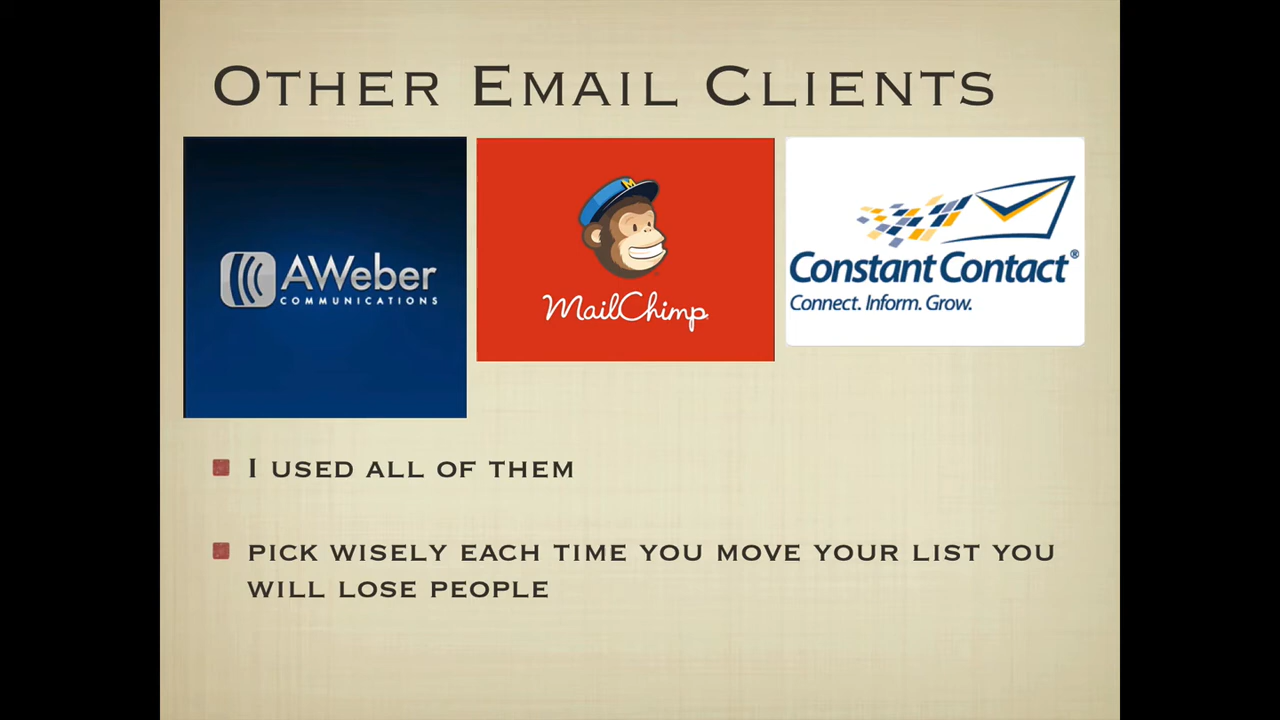 Other Email Clients
AWeber
COMMUNICATIONS
M
MailChimp
Constant Contact®
Connect. Inform. Grow.
I used all of them
pick wisely each time you move your list you
will lose people